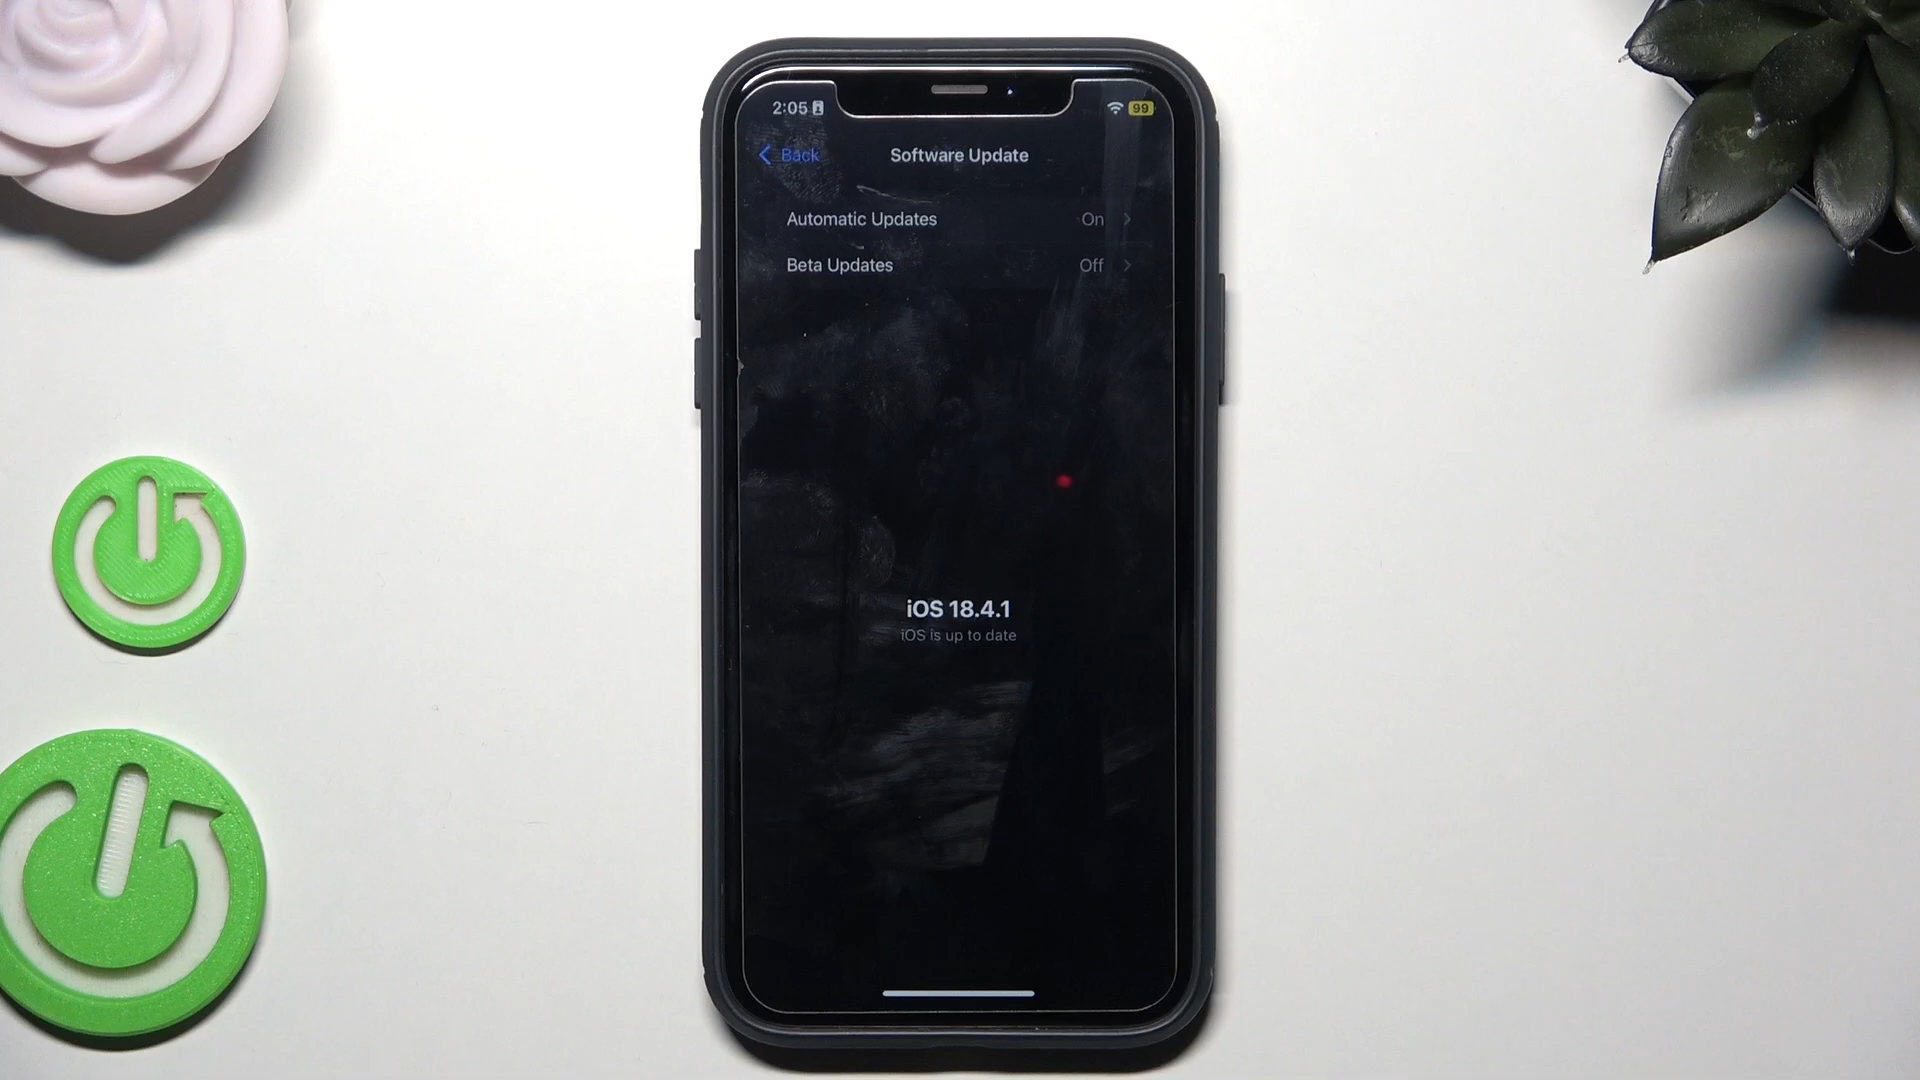 2:05 99
Back Software Update
Automatic Updates On
Beta Updates Off
iOS 18.4.1
iOS is up to date